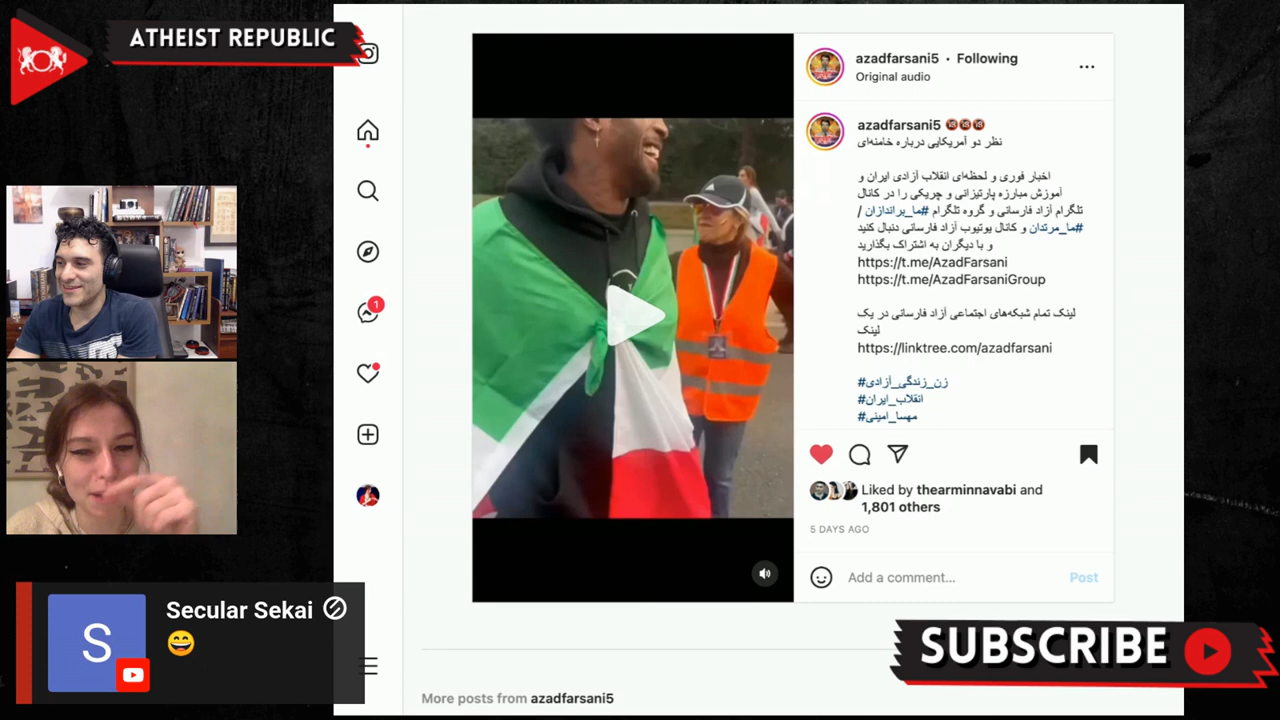 ATHEIST REPUBLIC
azadfarsani5 • Following
Original audio
azadfarsani5 🔞🔞🔞
نظر دو آمریکایی درباره خامنه‌ای
اخبار فوری و لحظه‌ای انقلاب آزادی ایران و
آموزش مبارزه پارتیزانی و چریکی را در کانال
تلگرام آزاد فارسانی و گروه تلگرام #ما_براندازان /
#ما_مرتدان و کانال یوتیوب آزاد فارسانی دنبال کنید
و با دیگران به اشتراک بگذارید
https://t.me/AzadFarsani
https://t.me/AzadFarsaniGroup
لینک تمام شبکه‌های اجتماعی آزاد فارسانی در یک
لینک
https://linktree.com/azadfarsani
#زن_زندگی_آزادی
#انقلاب_ایران
#مهسا_امینی
1
Liked by thearminnavabi and
1,801 others
5 DAYS AGO
Add a comment... Post
S
Secular Sekai
😄
SUBSCRIBE
More posts from azadfarsani5